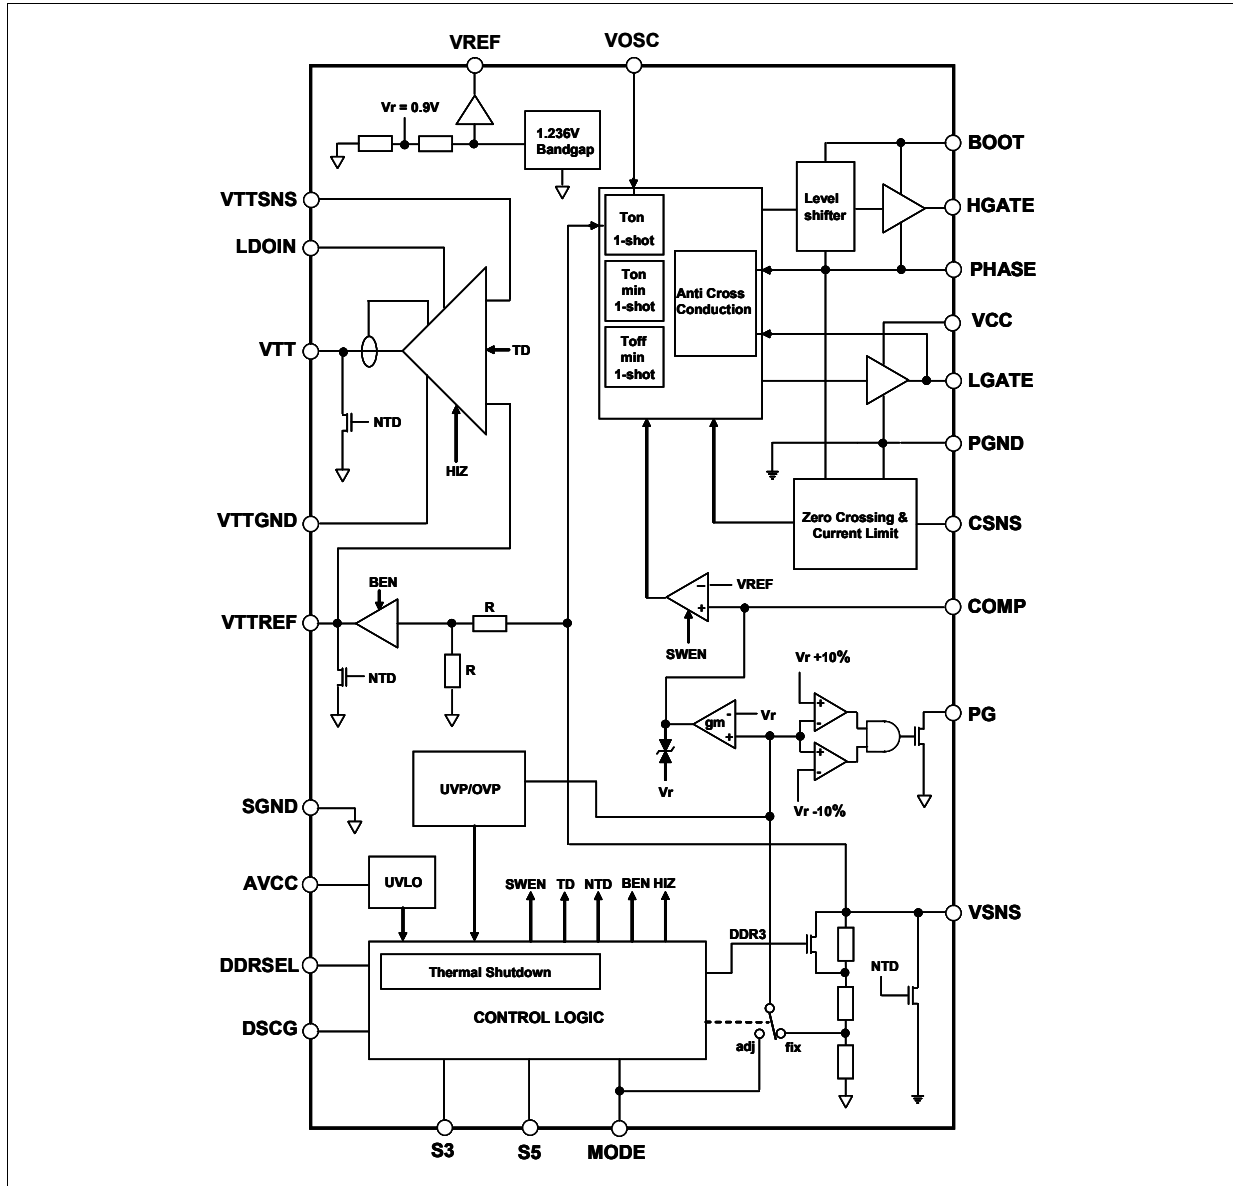 VREF
VOSC
Vr = 0.9V
1.236V
Bandgap
BOOT
VTTSNS
Level
shifter
HGATE
Ton
1-shot
LDOIN
PHASE
Ton
min
1-shot
Anti Cross
Conduction
VCC
VTT
TD
Toff
min
1-shot
LGATE
NTD
PGND
HIZ
VTTGND
Zero Crossing &
Current Limit
CSNS
BEN
−
VREF
+
R
COMP
VTTREF
SWEN
Vr +10%
R
NTD
+
-
PG
gm
-
Vr
+
+
-
UVP/OVP
Vr
Vr -10%
SGND
AVCC
UVLO
SWEN
TD
NTD
BEN
HIZ
VSNS
DDR3
DDRSEL
Thermal Shutdown
NTD
CONTROL LOGIC
DSCG
adj
fix
S3
S5
MODE